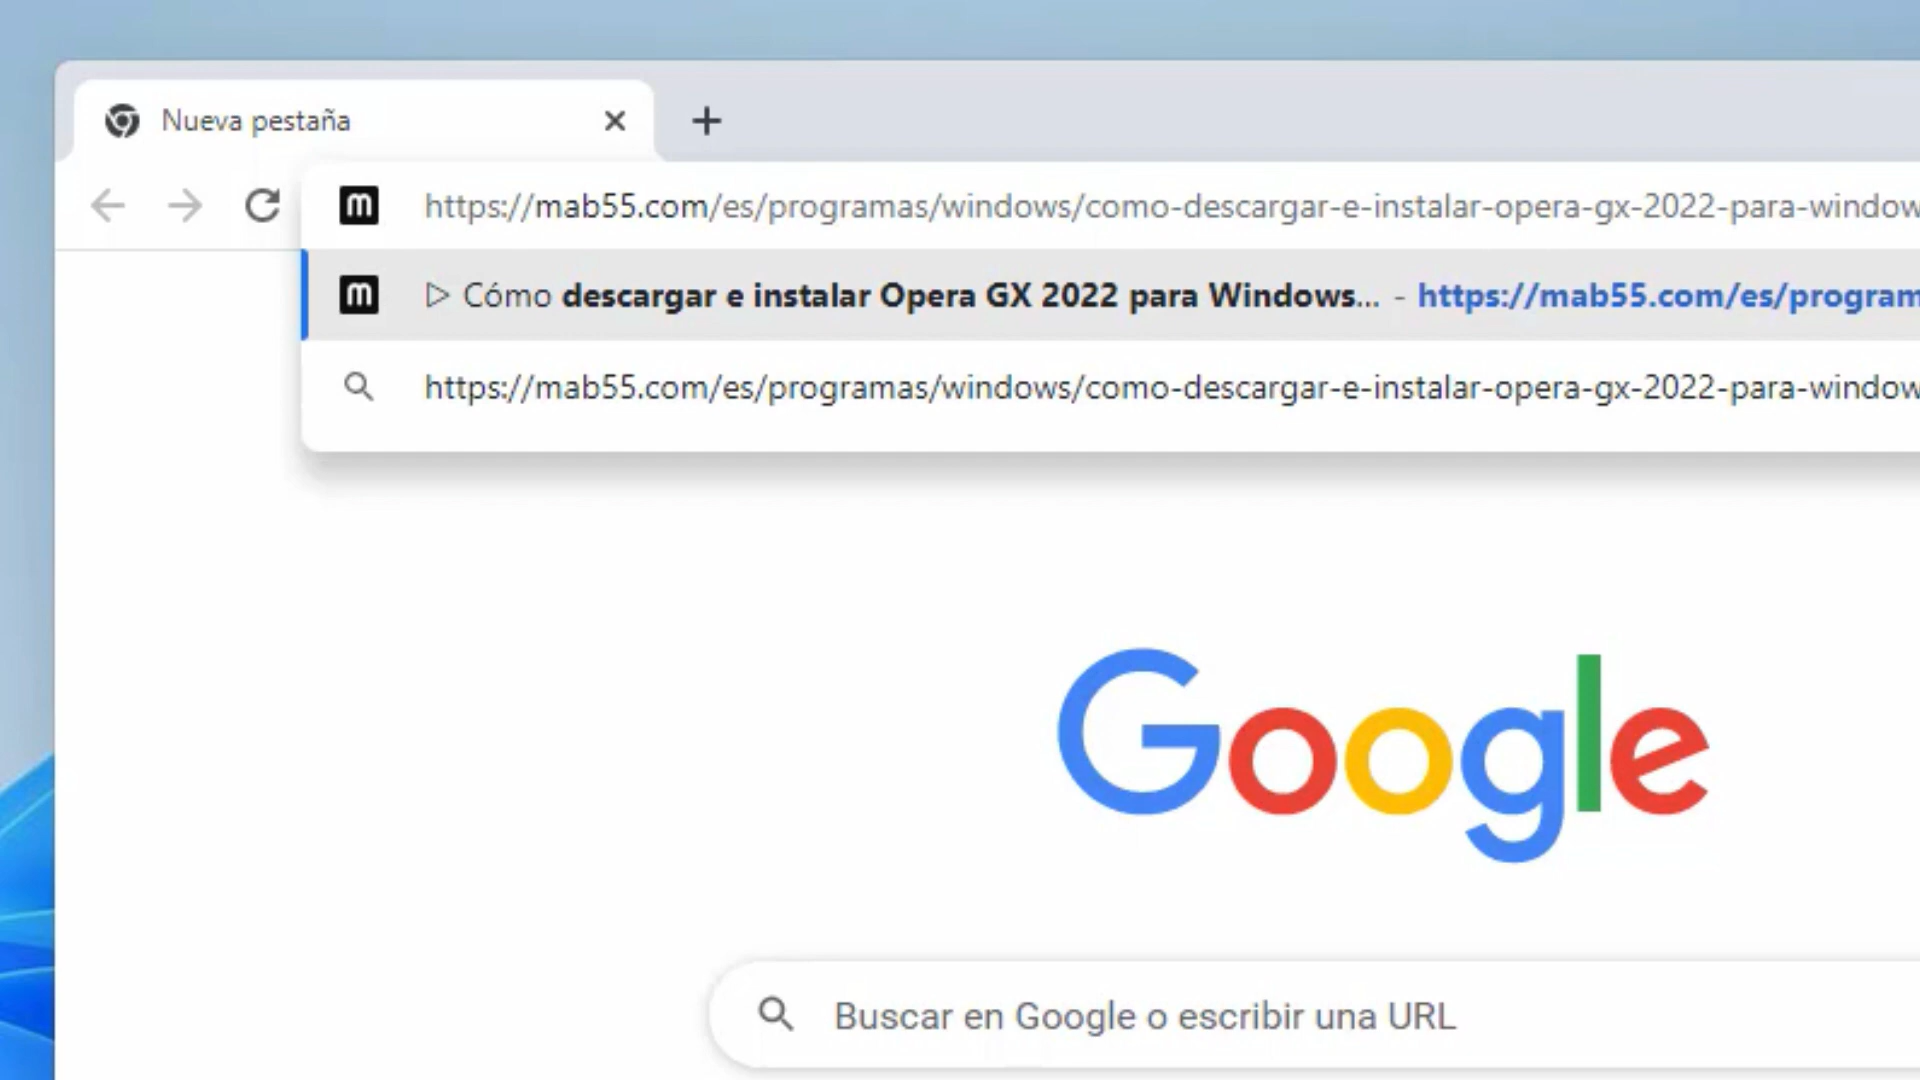 Nueva pestaña
https://mab55.com/es/programas/windows/como-descargar-e-instalar-opera-gx-2022-para-window
▷ Cómo descargar e instalar Opera GX 2022 para Windows... - https://mab55.com/es/program
https://mab55.com/es/programas/windows/como-descargar-e-instalar-opera-gx-2022-para-window
Google
Buscar en Google o escribir una URL